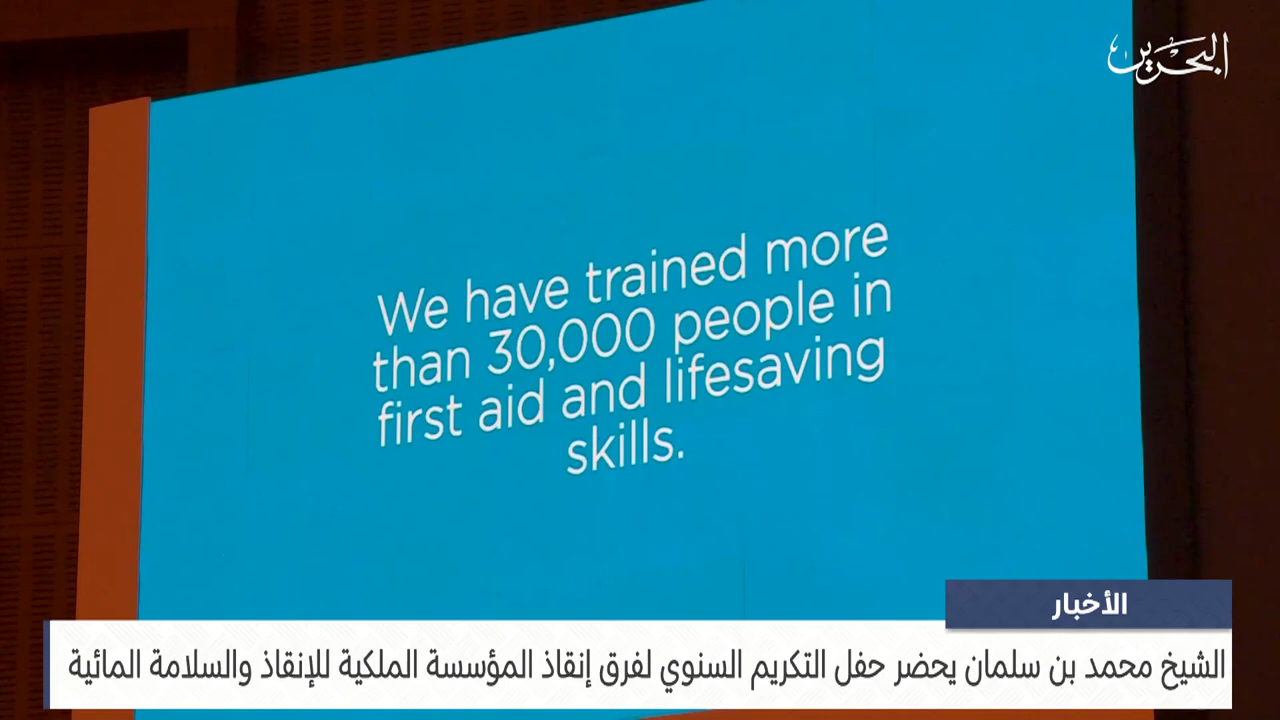 البحرين
We have trained more
than 30,000 people in
first aid and lifesaving
skills.
الأخبار
الشيخ محمد بن سلمان يحضر حفل التكريم السنوي لفرق إنقاذ المؤسسة الملكية للإنقاذ والسلامة المائية